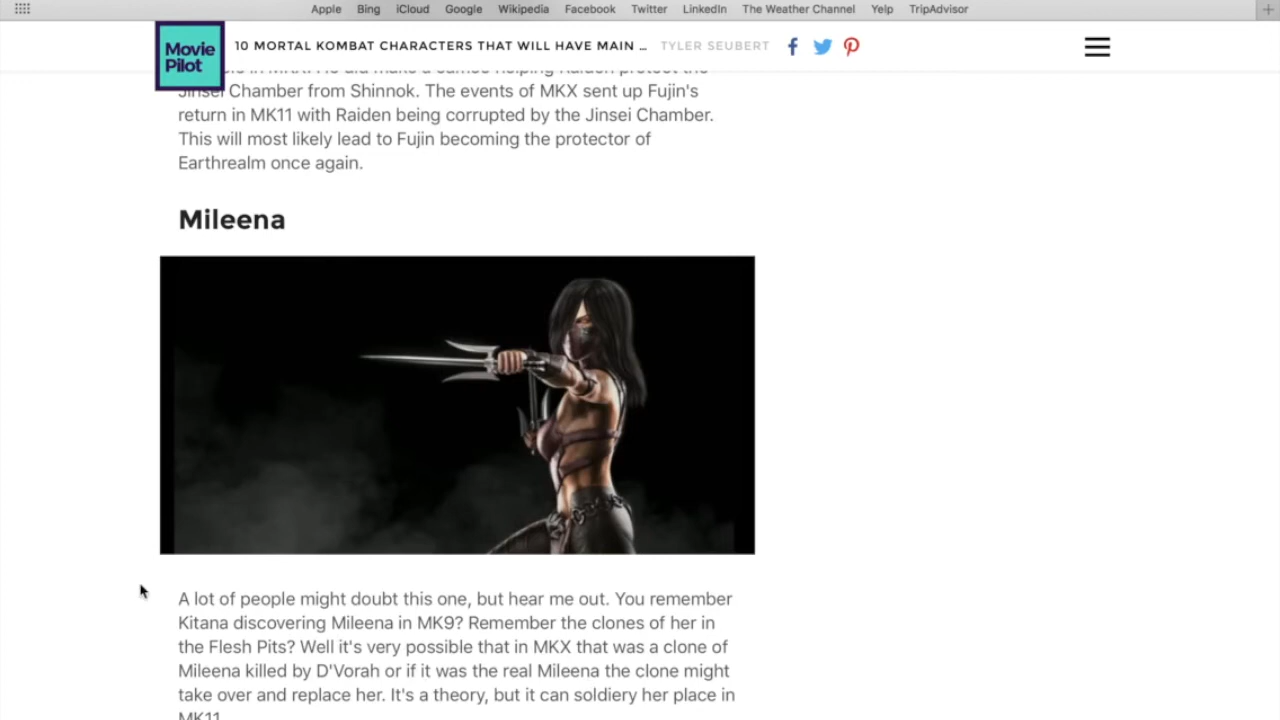 Apple Bing iCloud Google Wikipedia Facebook Twitter LinkedIn The Weather Channel Yelp TripAdvisor
Movie
Pilot
10 MORTAL KOMBAT CHARACTERS THAT WILL HAVE MAIN ... TYLER SEUBERT
Jinsei Chamber from Shinnok. The events of MKX sent up Fujin's
return in MK11 with Raiden being corrupted by the Jinsei Chamber.
This will most likely lead to Fujin becoming the protector of
Earthrealm once again.
Mileena
A lot of people might doubt this one, but hear me out. You remember
Kitana discovering Mileena in MK9? Remember the clones of her in
the Flesh Pits? Well it's very possible that in MKX that was a clone of
Mileena killed by D'Vorah or if it was the real Mileena the clone might
take over and replace her. It's a theory, but it can soldiery her place in
MK11